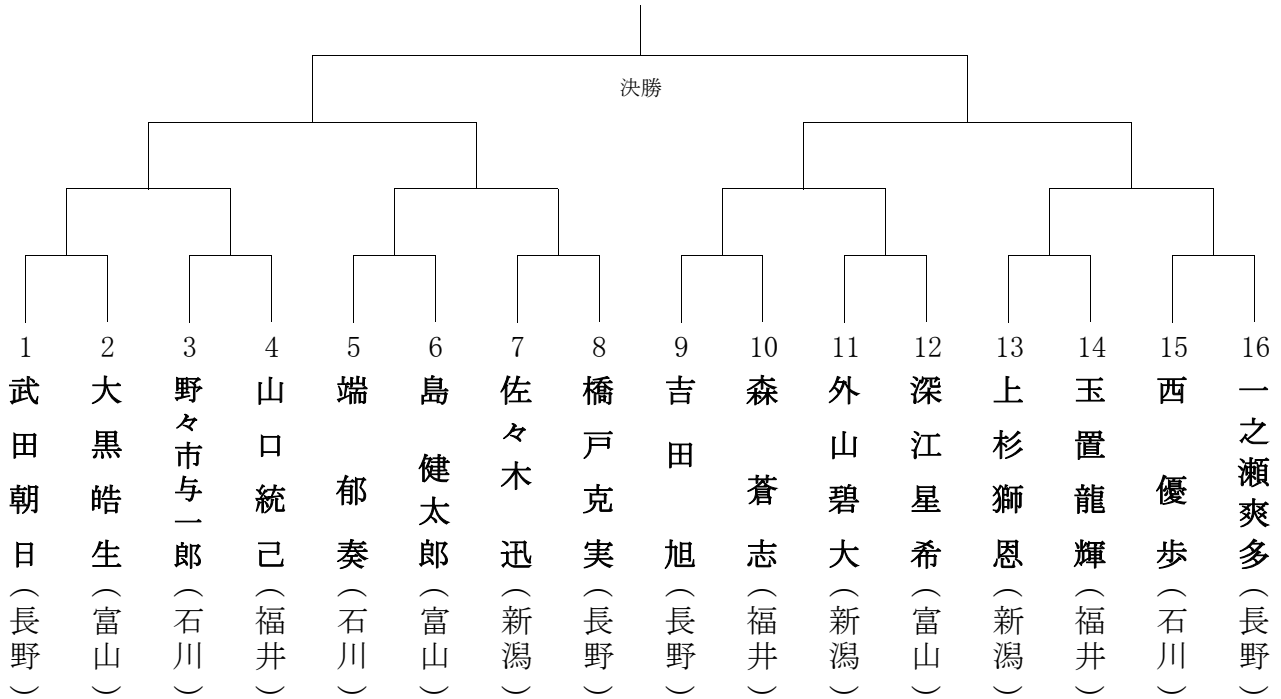 決勝
1 武田朝日（長野）
2 大黒皓生（富山）
3 野々市与一郎（石川）
4 山口統己（福井）
5 端 郁奏（石川）
6 島 健太郎（富山）
7 佐々木 迅（新潟）
8 橋戸克実（長野）
9 吉田 旭（長野）
10 森 蒼志（福井）
11 外山碧大（新潟）
12 深江星希（富山）
13 上杉獅恩（新潟）
14 玉置龍輝（福井）
15 西 優歩（石川）
16 一之瀬爽多（長野）